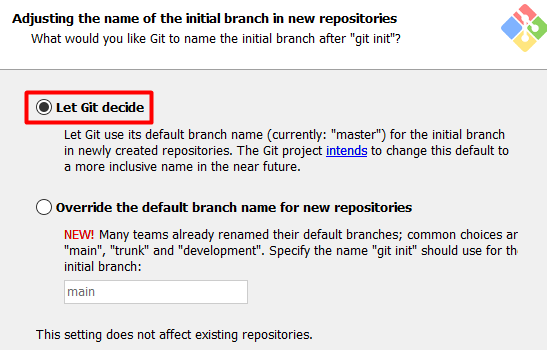 Adjusting the name of the initial branch in new repositories
What would you like Git to name the initial branch after "git init"?
Let Git decide
Let Git use its default branch name (currently: "master") for the initial branch
in newly created repositories. The Git project intends to change this default to
a more inclusive name in the near future.
Override the default branch name for new repositories
NEW! Many teams already renamed their default branches; common choices ar
"main", "trunk" and "development". Specify the name "git init" should use for th
initial branch:
main
This setting does not affect existing repositories.